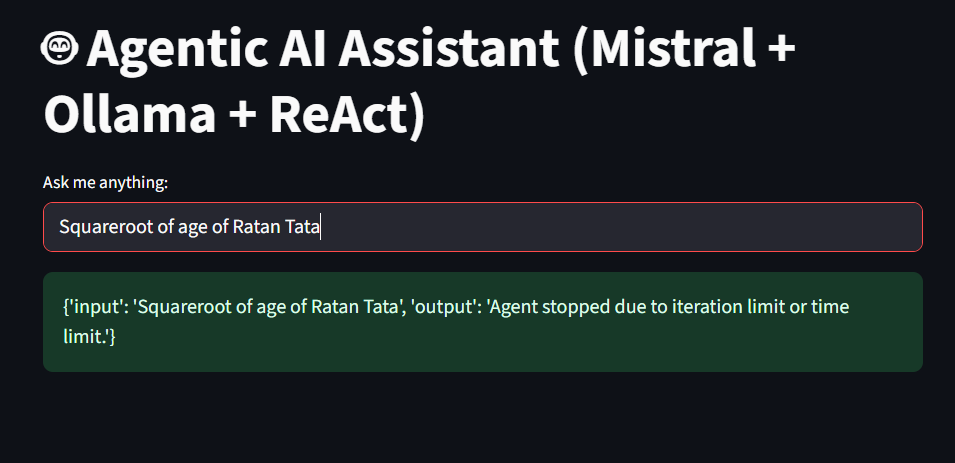 Agentic AI Assistant (Mistral +
Ollama + ReAct)
Ask me anything:
Squareroot of age of Ratan Tata
{'input': 'Squareroot of age of Ratan Tata', 'output': 'Agent stopped due to iteration limit or time
limit.'}